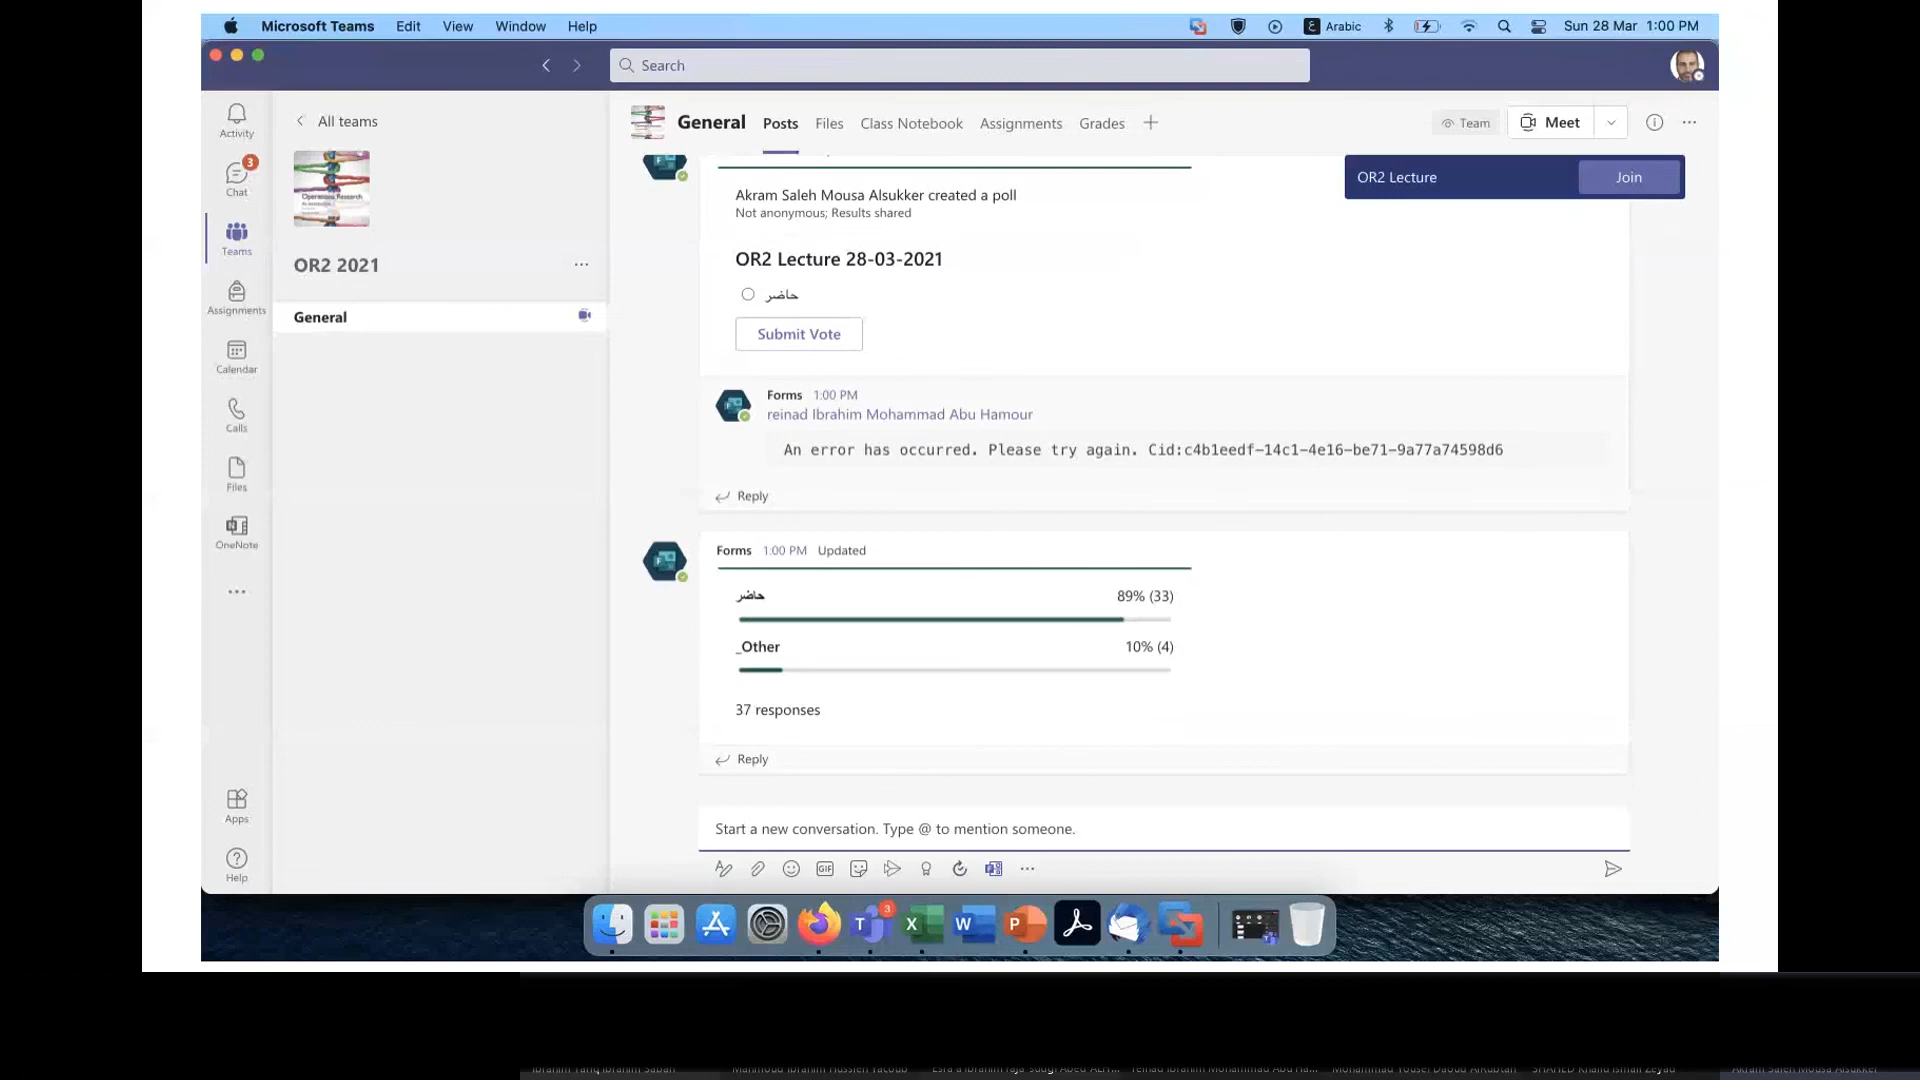 Microsoft Teams Edit View Window Help
Arabic Sun 28 Mar 1:00 PM
Search
Activity
Chat
3
Teams
Assignments
Calendar
Calls
Files
OneNote
Apps
Help
All teams
Operations Research
OR2 2021
General
General Posts Files Class Notebook Assignments Grades
Team Meet
OR2 Lecture Join
Akram Saleh Mousa Alsukker created a poll
Not anonymous; Results shared
OR2 Lecture 28-03-2021
حاضر
Submit Vote
Forms 1:00 PM
reinad Ibrahim Mohammad Abu Hamour
An error has occurred. Please try again. Cid:c4b1eedf-14c1-4e16-be71-9a77a74598d6
Reply
Forms 1:00 PM Updated
حاضر 89% (33)
_Other 10% (4)
37 responses
Reply
Start a new conversation. Type @ to mention someone.
GIF
3